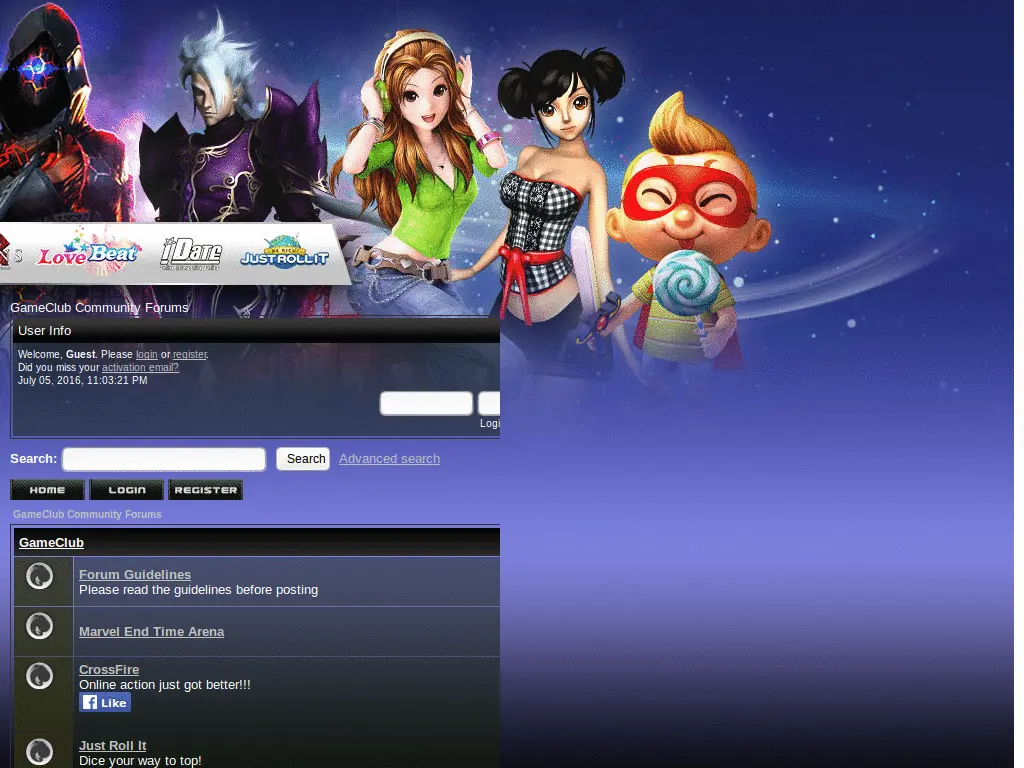 S
Love Beat
iDate
JUST ROLL IT
GameClub Community Forums
User Info
Welcome, Guest. Please login or register.
Did you miss your activation email?
July 05, 2016, 11:03:21 PM
Logi
Search:
Search
Advanced search
HOME
LOGIN
REGISTER
GameClub Community Forums
GameClub
Forum Guidelines
Please read the guidelines before posting
Marvel End Time Arena
CrossFire
Online action just got better!!!
Like
Just Roll It
Dice your way to top!